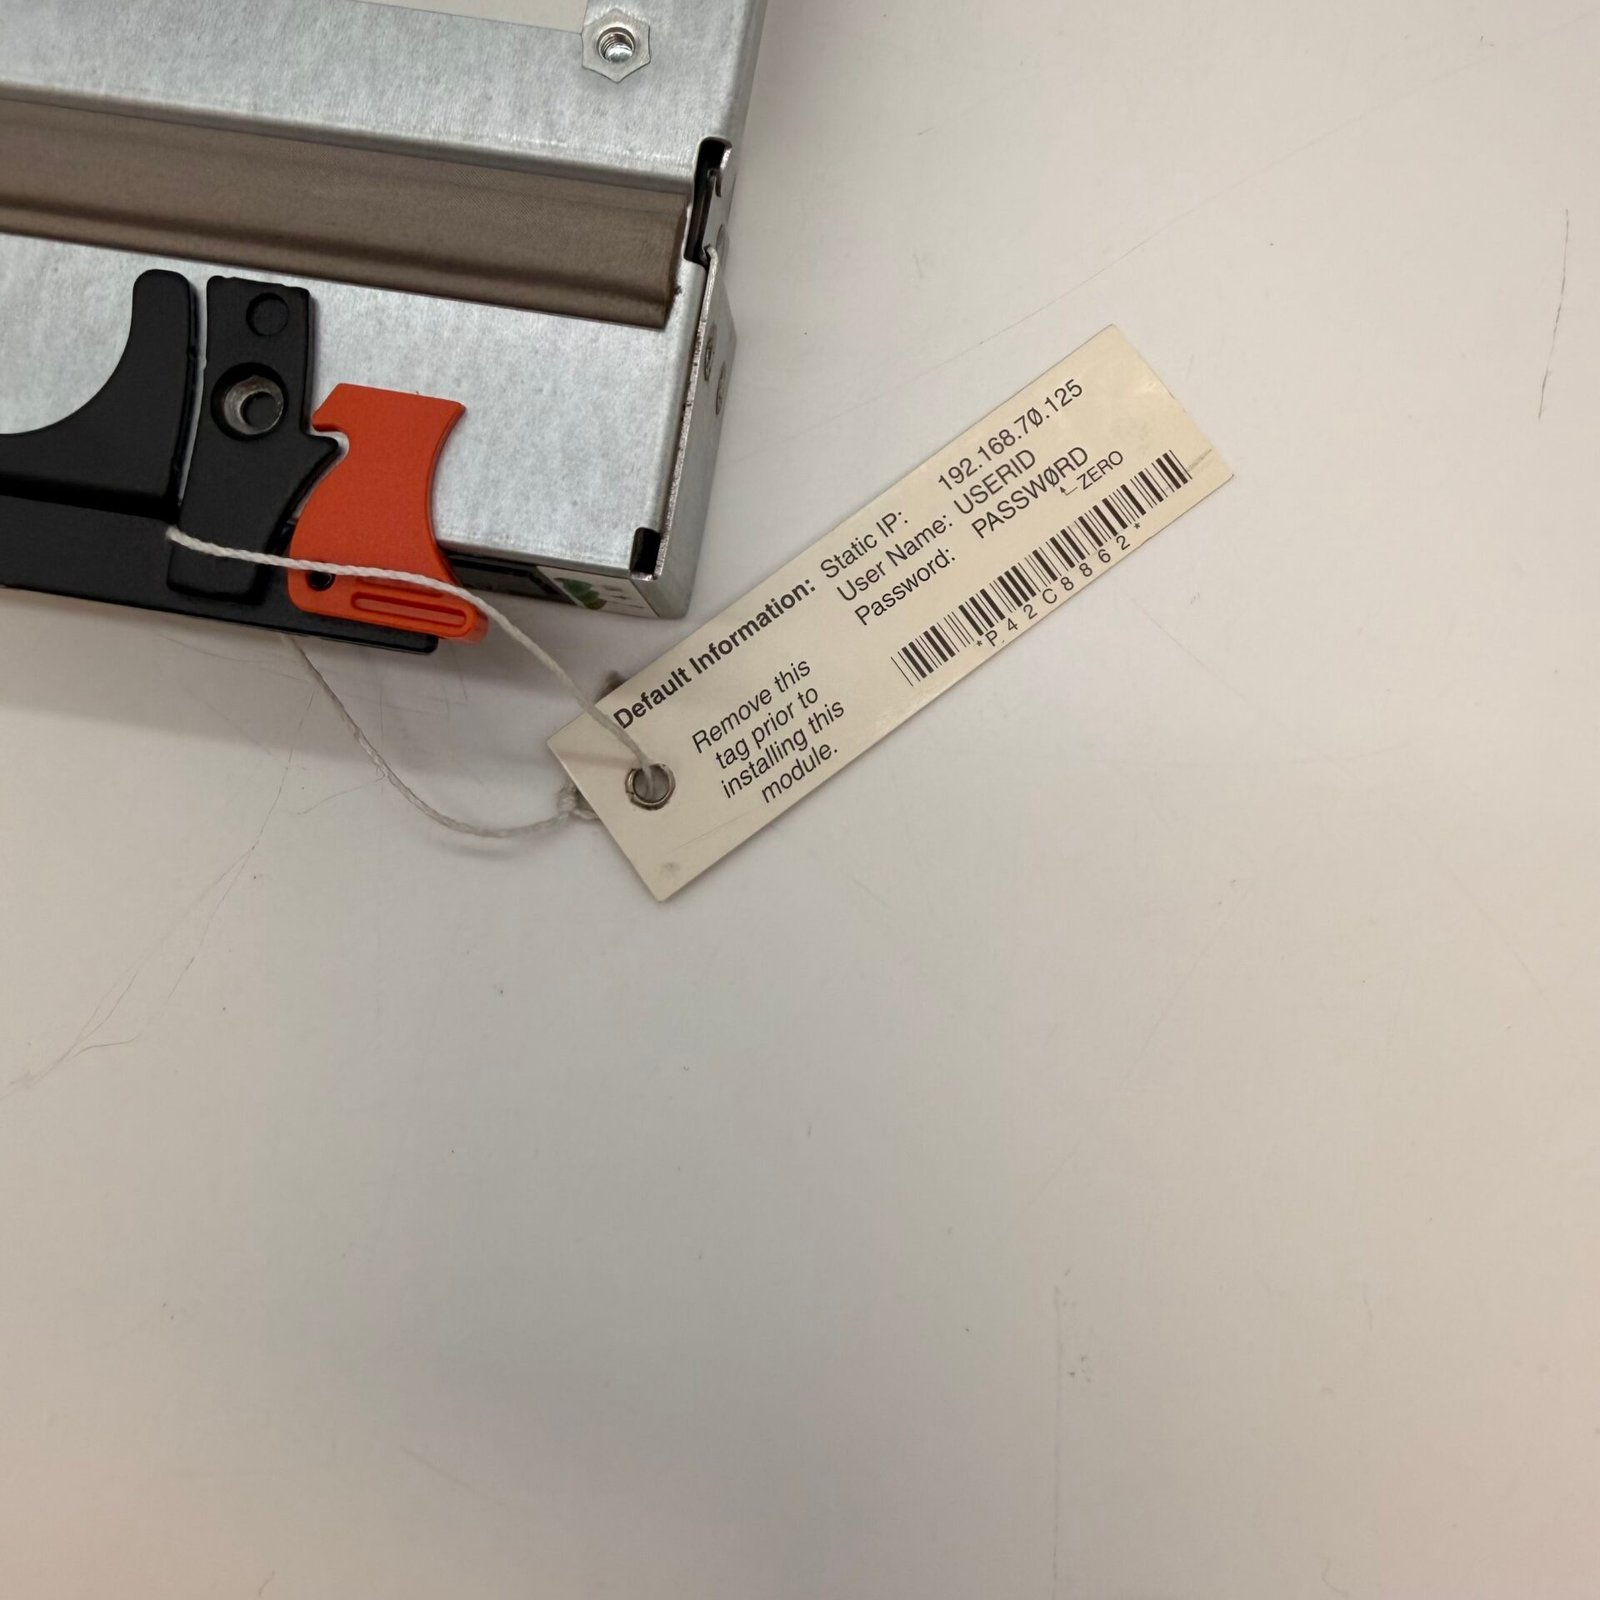 Default Information:
Static IP: 192.168.7Ø.125
User Name: USERID
Password: PASSWØRD
ZERO
Remove this
tag prior to
installing this
module.
*P42C8862*